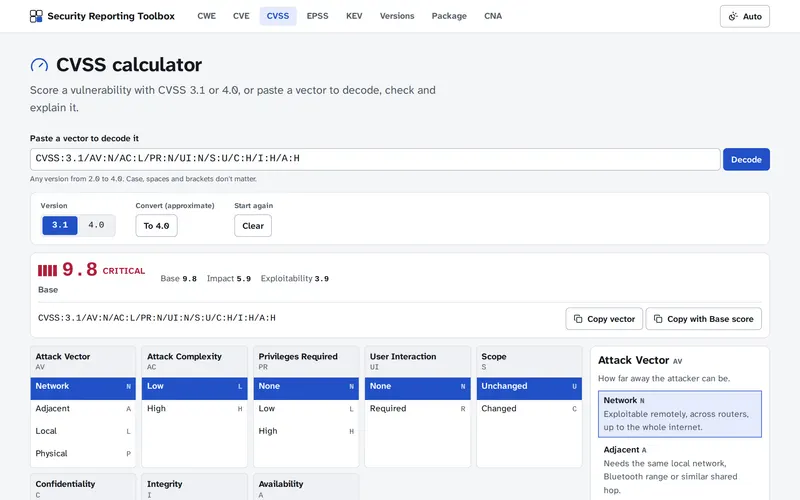 Security Reporting Toolbox CWE CVE CVSS EPSS KEV Versions Package CNA Auto
CVSS calculator
Score a vulnerability with CVSS 3.1 or 4.0, or paste a vector to decode, check and
explain it.
Paste a vector to decode it
CVSS:3.1/AV:N/AC:L/PR:N/UI:N/S:U/C:H/I:H/A:H Decode
Any version from 2.0 to 4.0. Case, spaces and brackets don't matter.
Version Convert (approximate) Start again
3.1 4.0 To 4.0 Clear
9.8 CRITICAL Base 9.8 Impact 5.9 Exploitability 3.9
Base
CVSS:3.1/AV:N/AC:L/PR:N/UI:N/S:U/C:H/I:H/A:H Copy vector Copy with Base score
Attack Vector
AV
Network N
Adjacent A
Local L
Physical P
Attack Complexity
AC
Low L
High H
Privileges Required
PR
None N
Low L
High H
User Interaction
UI
None N
Required R
Scope
S
Unchanged U
Changed C
Attack Vector AV
How far away the attacker can be.
Network N
Exploitable remotely, across routers,
up to the whole internet.
Adjacent A
Needs the same local network,
Bluetooth range or similar shared
hop.
Confidentiality
C
Integrity
I
Availability
A